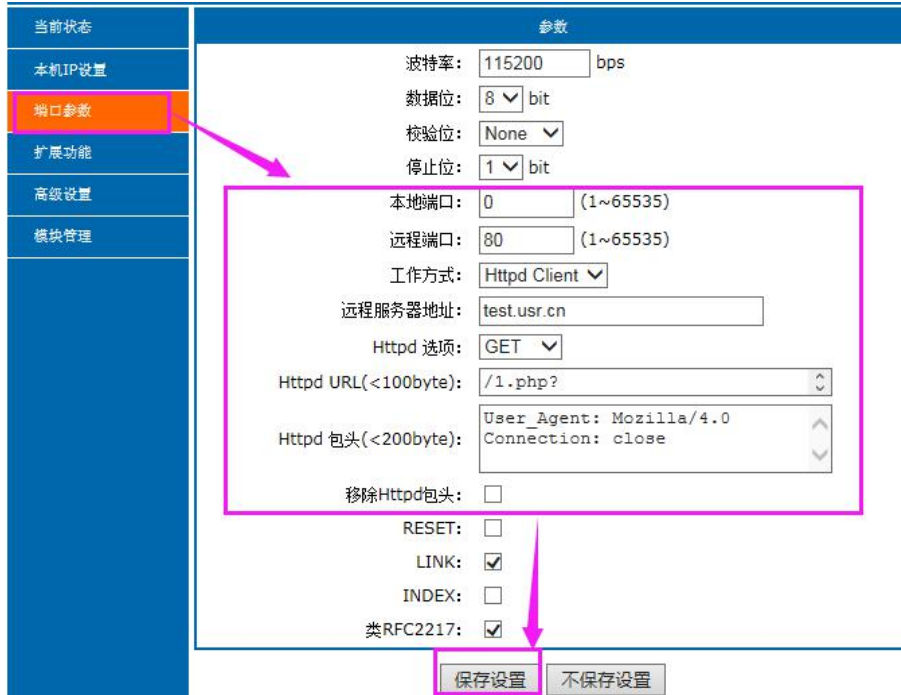 当前状态
本机IP设置
端口参数
扩展功能
高级设置
模块管理
参数
波特率: 115200 bps
数据位: 8 bit
校验位: None
停止位: 1 bit
本地端口: 0 (1~65535)
远程端口: 80 (1~65535)
工作方式: Httpd Client
远程服务器地址: test.usr.cn
Httpd 选项: GET
Httpd URL(<100byte): /1.php?
Httpd 包头(<200byte): User_Agent: Mozilla/4.0
Connection: close
移除Httpd包头:
RESET:
LINK:
INDEX:
类RFC2217:
保存设置 不保存设置